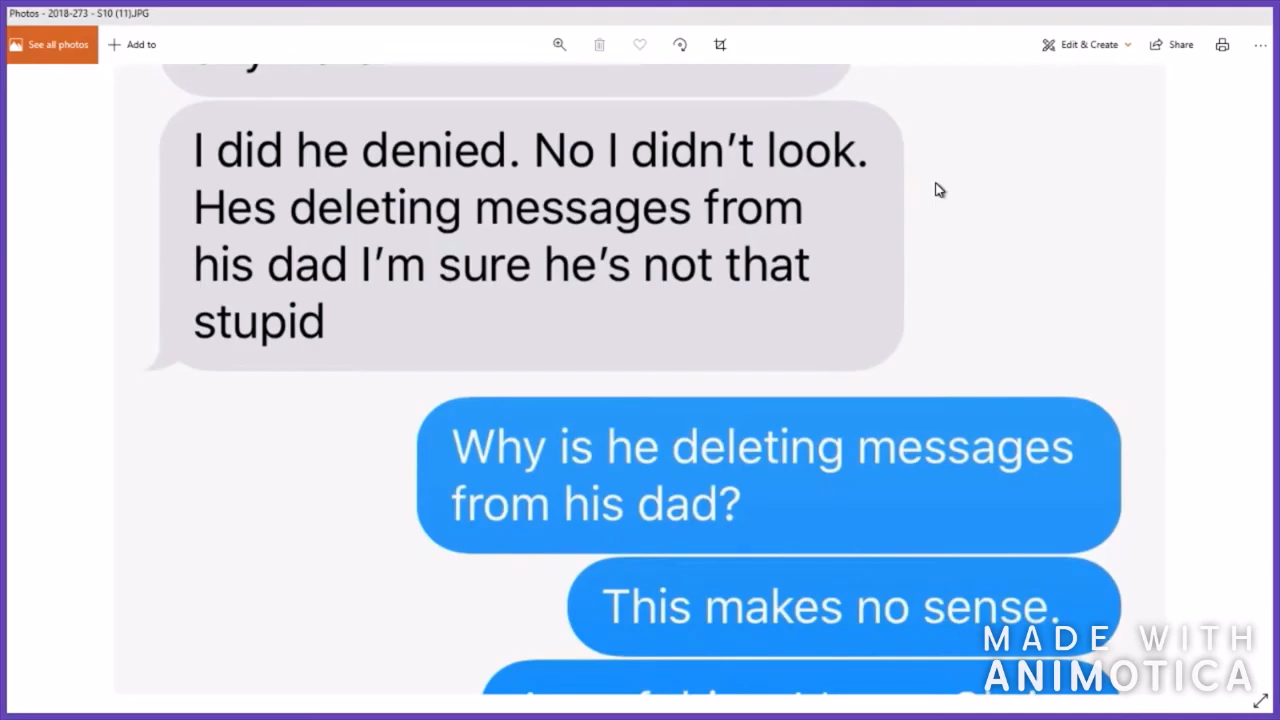 Photos - 2018-273 - S10 (11).JPG
See all photos
Add to
Edit & Create
Share
I did he denied. No I didn't look.
Hes deleting messages from
his dad I'm sure he's not that
stupid
Why is he deleting messages
from his dad?
This makes no sense.
MADE WITH
ANIMOTICA